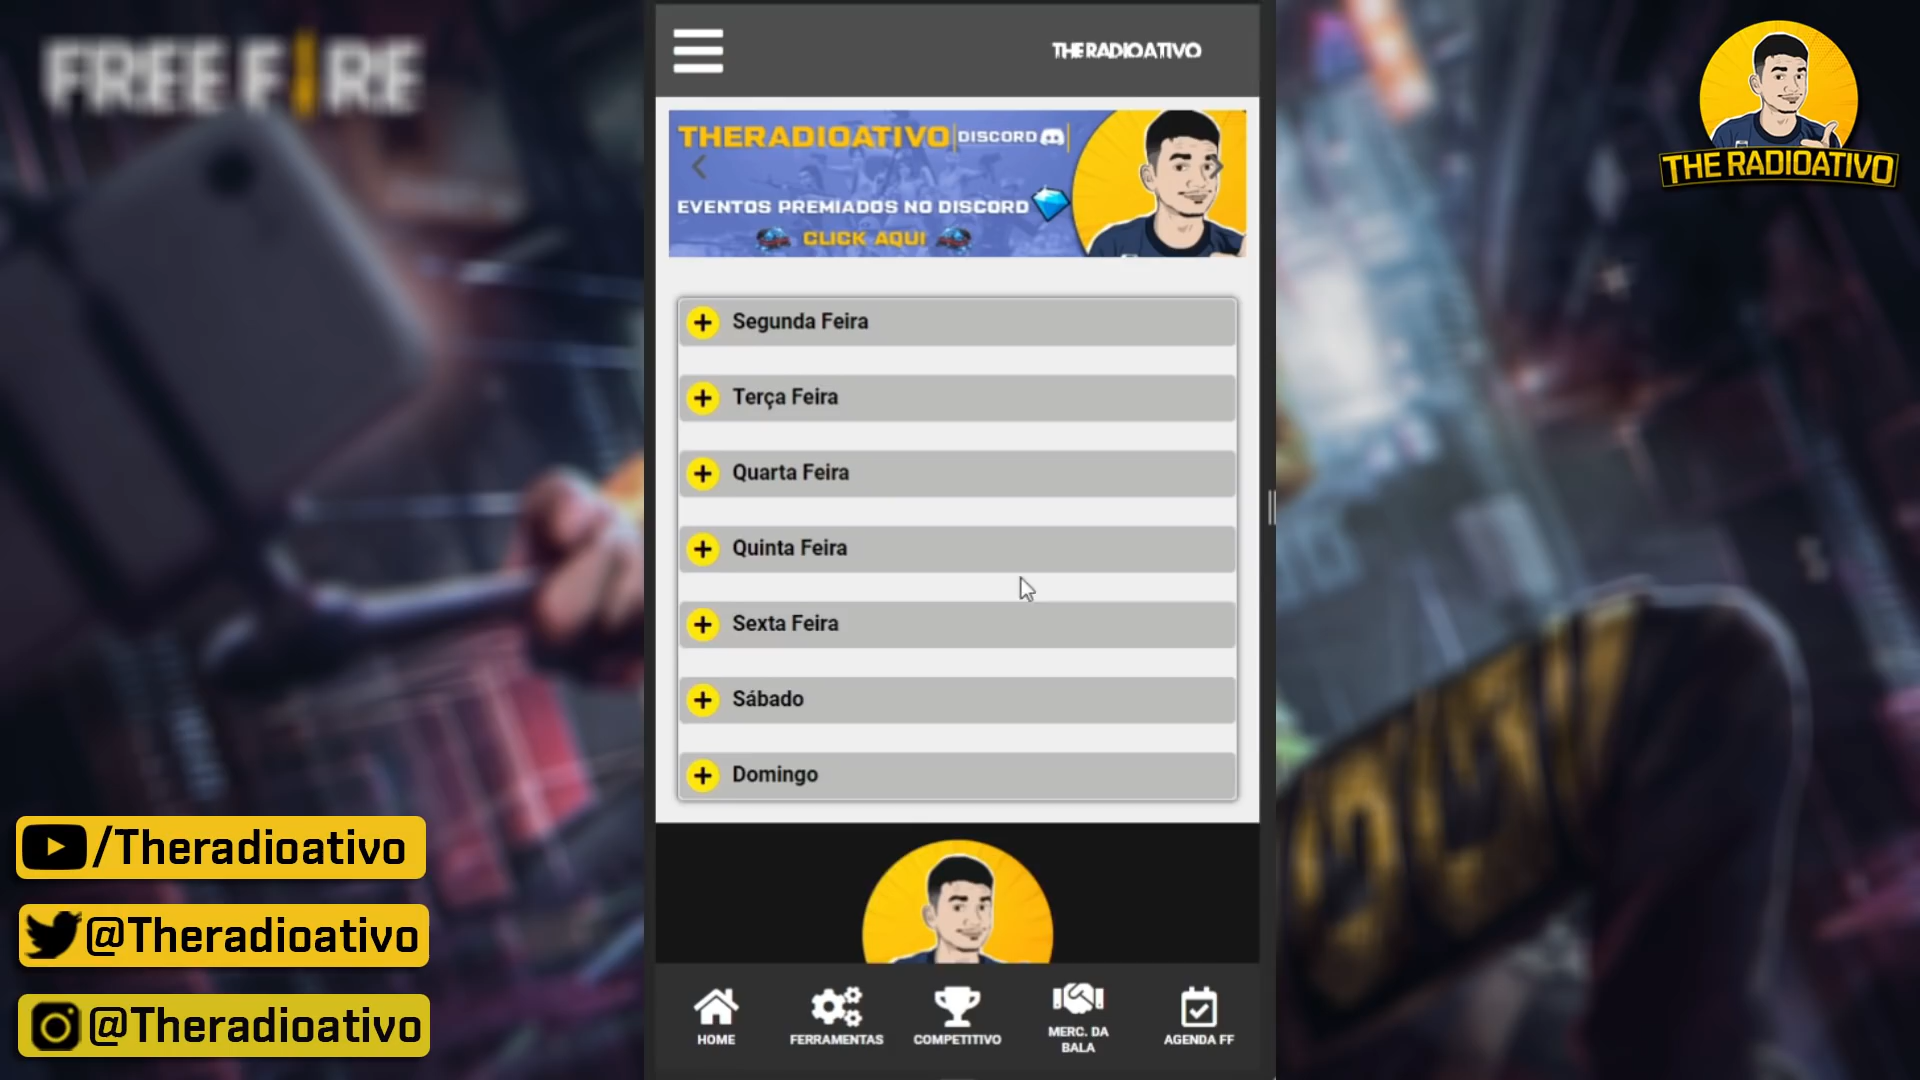 FREE FIRE
THERADIOATIVO
THERADIOATIVO DISCORD
EVENTOS PREMIADOS NO DISCORD
CLICK AQUI
THE RADIOATIVO
Segunda Feira
Terça Feira
Quarta Feira
Quinta Feira
Sexta Feira
Sábado
Domingo
/Theradioativo
@Theradioativo
@Theradioativo
HOME
FERRAMENTAS
COMPETITIVO
MERC. DA
BALA
AGENDA FF